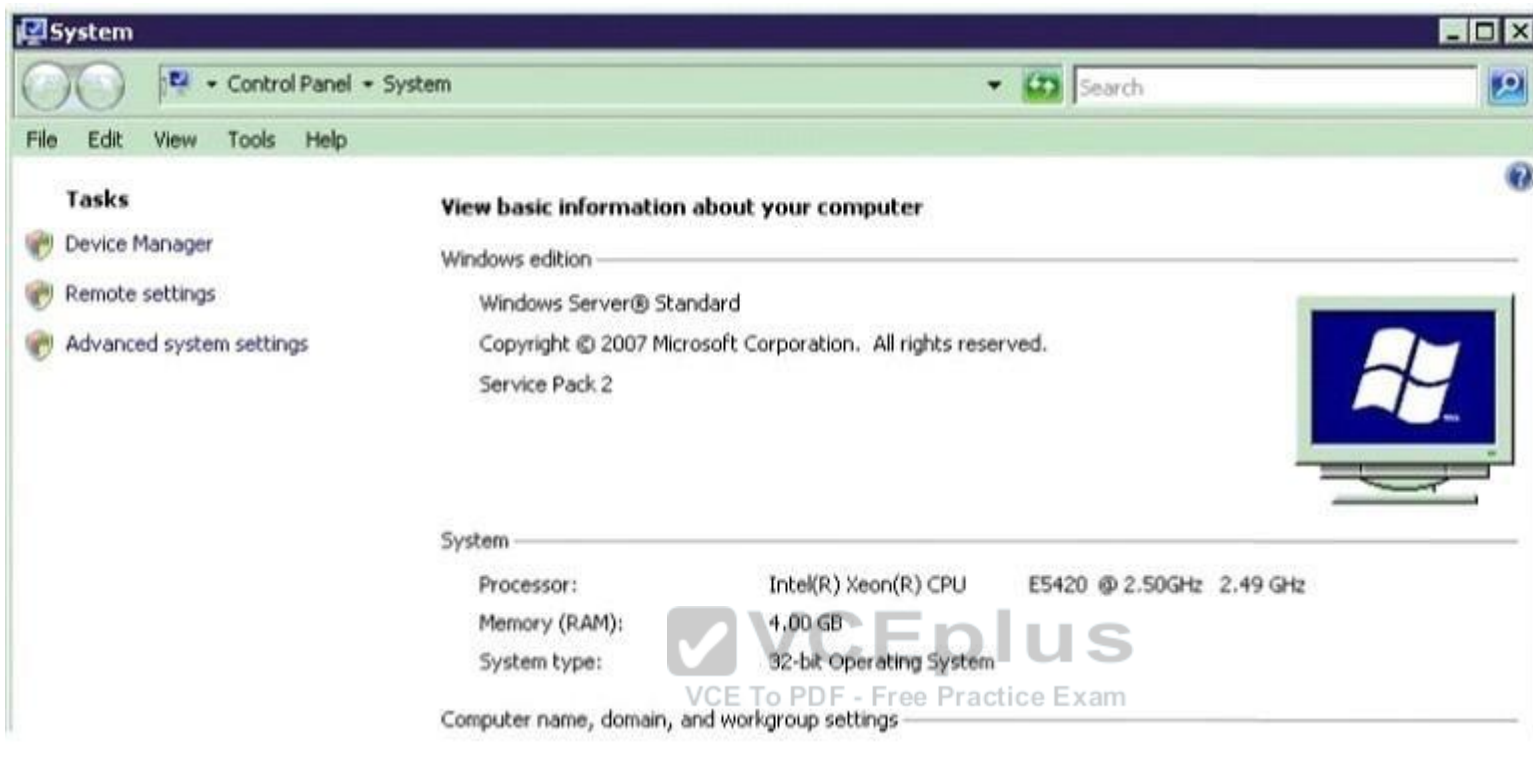 System
Control Panel System
Search
File Edit View Tools Help
Tasks
Device Manager
Remote settings
Advanced system settings
View basic information about your computer
Windows edition
Windows Server® Standard
Copyright © 2007 Microsoft Corporation. All rights reserved.
Service Pack 2
System
Processor: Intel(R) Xeon(R) CPU E5420 @ 2.50GHz 2.49 GHz
Memory (RAM): 4.00 GB
System type: 32-bit Operating System
VCEplus
VCE To PDF - Free Practice Exam
Computer name, domain, and workgroup settings